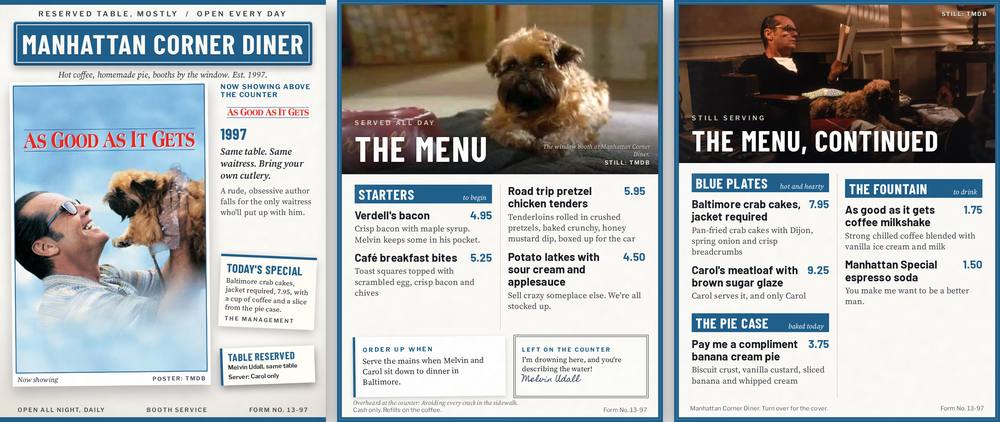 RESERVED TABLE, MOSTLY / OPEN EVERY DAY
MANHATTAN CORNER DINER
Hot coffee, homemade pie, booths by the window. Est. 1997.
AS GOOD AS IT GETS
Now showing
POSTER: TMDB
NOW SHOWING ABOVE
THE COUNTER
AS GOOD AS IT GETS
1997
Same table. Same
waitress. Bring your
own cutlery.
A rude, obsessive author
falls for the only waitress
who'll put up with him.
TODAY'S SPECIAL
Baltimore crab cakes,
jacket required, 7.95, with
a cup of coffee and a slice
from the pie case.
THE MANAGEMENT
TABLE RESERVED
Melvin Udall, same table
Server: Carol only
OPEN ALL NIGHT, DAILY
BOOTH SERVICE
FORM NO. 13-97
SERVED ALL DAY
THE MENU
The window booth at Manhattan Corner
Diner.
STILL: TMDB
STARTERS to begin
Verdell's bacon 4.95
Crisp bacon with maple syrup.
Melvin keeps some in his pocket.
Café breakfast bites 5.25
Toast squares topped with
scrambled egg, crisp bacon and
chives
Road trip pretzel 5.95
chicken tenders
Tenderloins rolled in crushed
pretzels, baked crunchy, honey
mustard dip, boxed up for the car
Potato latkes with 4.50
sour cream and
applesauce
Sell crazy someplace else. We're all
stocked up.
ORDER UP WHEN
Serve the mains when Melvin and
Carol sit down to dinner in
Baltimore.
LEFT ON THE COUNTER
I'm drowning here, and you're
describing the water!
Melvin Udall
Overheard at the counter: Avoiding every crack in the sidewalk.
Cash only. Refills on the coffee.
Form No. 13-97
STILL: TMDB
STILL SERVING
THE MENU, CONTINUED
BLUE PLATES hot and hearty
Baltimore crab cakes, 7.95
jacket required
Pan-fried crab cakes with Dijon,
spring onion and crisp
breadcrumbs
Carol's meatloaf with 9.25
brown sugar glaze
Carol serves it, and only Carol
THE PIE CASE baked today
Pay me a compliment 3.75
banana cream pie
Biscuit crust, vanilla custard, sliced
banana and whipped cream
THE FOUNTAIN to drink
As good as it gets 1.75
coffee milkshake
Strong chilled coffee blended with
vanilla ice cream and milk
Manhattan Special 1.50
espresso soda
You make me want to be a better
man.
Manhattan Corner Diner. Turn over for the cover.
Form No. 13-97